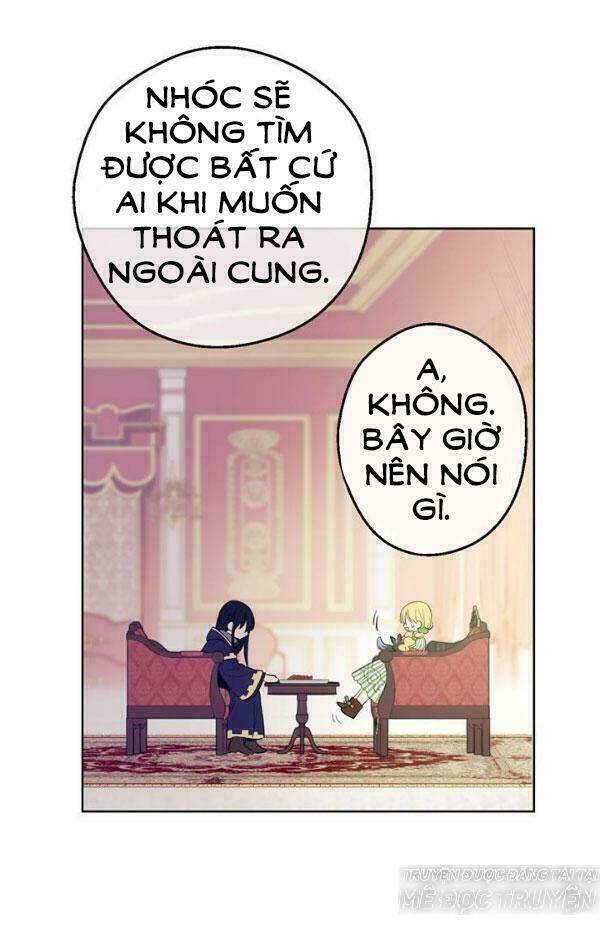 NHÓC SẼ
KHÔNG TÌM
ĐƯỢC BẤT CỨ
AI KHI MUỐN
THOÁT RA
NGOÀI CUNG.
A,
KHÔNG.
BÂY GIỜ
NÊN NÓI
GÌ.
TRUYỆN ĐƯỢC ĐĂNG TẢI TẠI
MÊ ĐỌC TRUYỆN